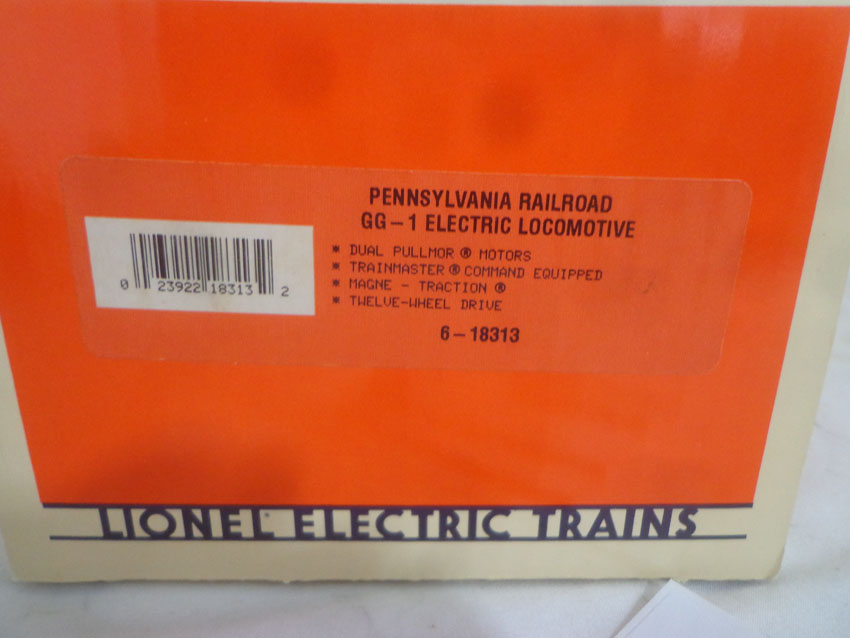 PENNSYLVANIA RAILROAD
GG-1 ELECTRIC LOCOMOTIVE
* DUAL PULLMOR ® MOTORS
* TRAINMASTER ® COMMAND EQUIPPED
* MAGNE - TRACTION ®
* TWELVE-WHEEL DRIVE
6-18313
0 23922 18313 2
LIONEL® ELECTRIC TRAINS